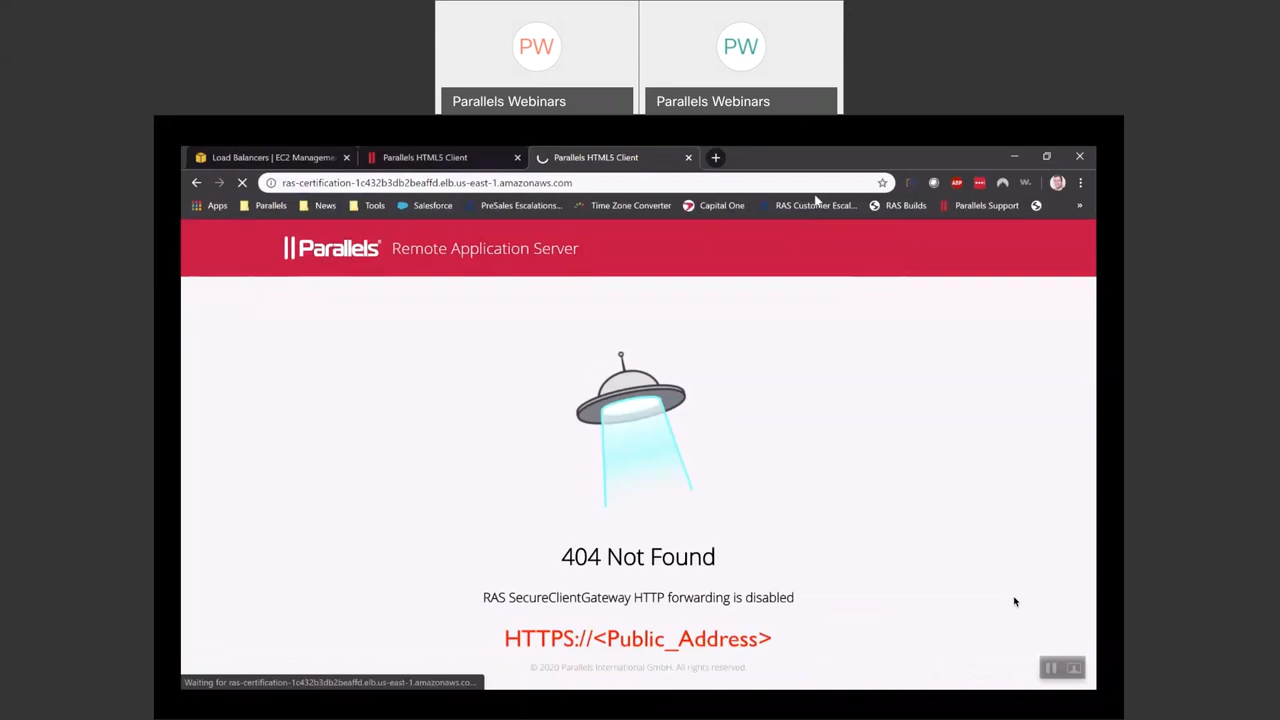 PW
PW
Parallels Webinars
Parallels Webinars
Load Balancers | EC2 Manageme
Parallels HTML5 Client
Parallels HTML5 Client
ras-certification-1c432b3db2beaffd.elb.us-east-1.amazonaws.com
ABP
W.
Apps
Parallels
News
Tools
Salesforce
PreSales Escalations...
Time Zone Converter
Capital One
RAS Customer Escal...
RAS Builds
Parallels Support
»
Parallels® Remote Application Server
404 Not Found
RAS SecureClientGateway HTTP forwarding is disabled
HTTPS://<Public_Address>
© 2020 Parallels International GmbH. All rights reserved.
Waiting for ras-certification-1c432b3db2beaffd.elb.us-east-1.amazonaws.co...